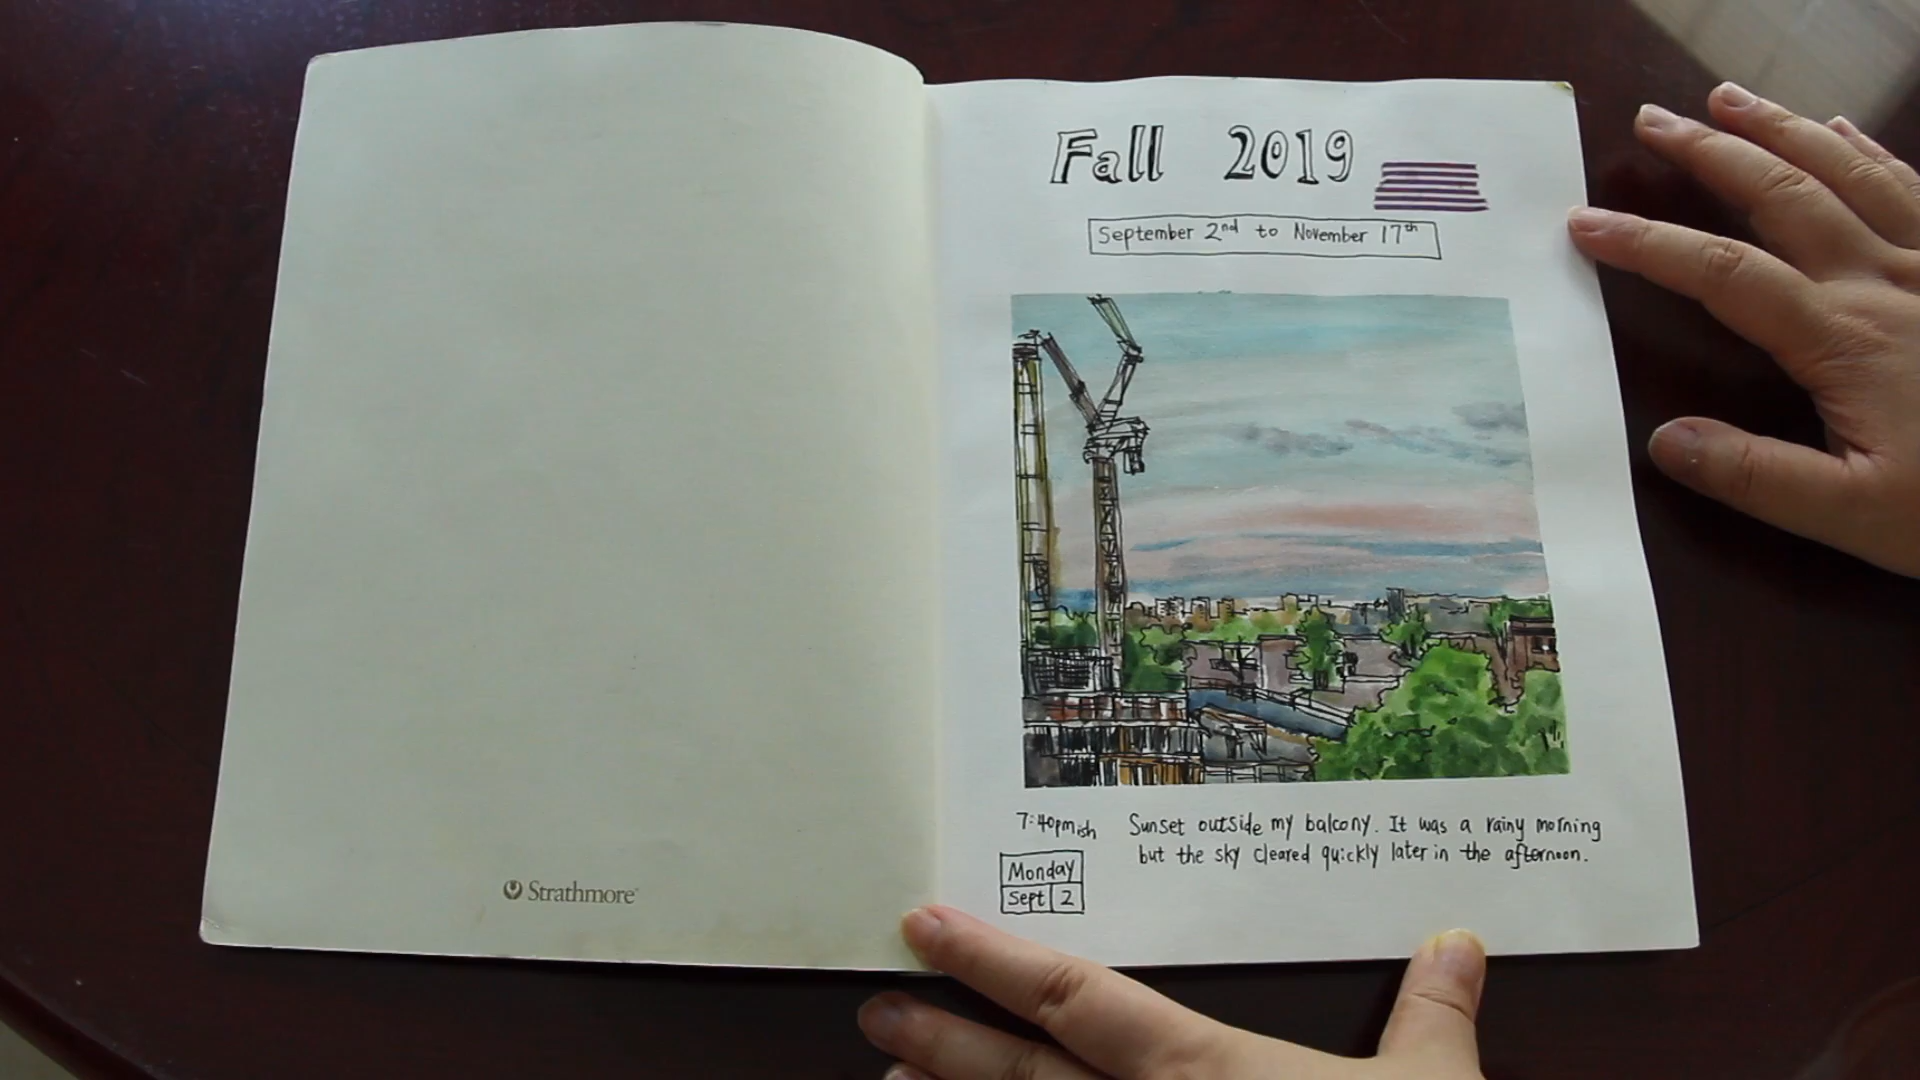 Strathmore
Fall 2019
September 2nd to November 17th
7:40pmish
Sunset outside my balcony. It was a rainy morning
but the sky cleared quickly later in the afternoon.
Monday
Sept 2